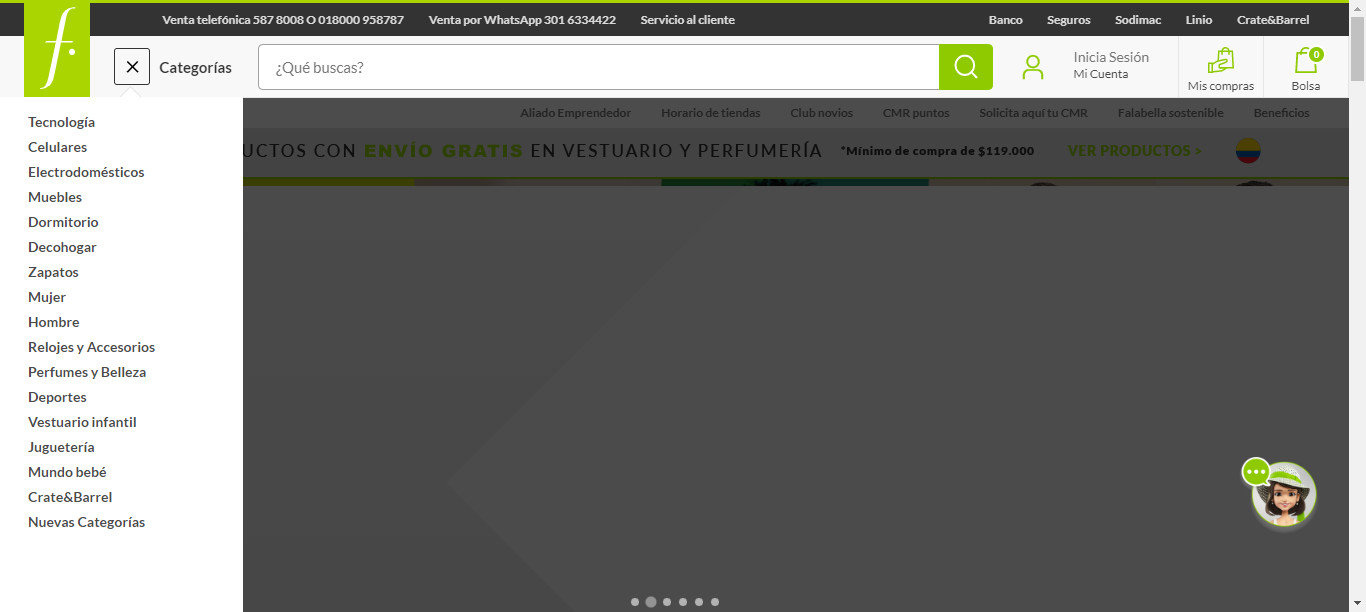 f.
Venta telefónica 587 8008 O 018000 958787 Venta por WhatsApp 301 6334422 Servicio al cliente Banco Seguros Sodimac Linio Crate&Barrel
Categorías ¿Qué buscas? Inicia Sesión
Mi Cuenta
Mis compras
0
Bolsa
Aliado Emprendedor Horario de tiendas Club novios CMR puntos Solicita aquí tu CMR Falabella sostenible Beneficios
UCTOS CON ENVÍO GRATIS EN VESTUARIO Y PERFUMERÍA *Mínimo de compra de $119.000 VER PRODUCTOS >
Tecnología
Celulares
Electrodomésticos
Muebles
Dormitorio
Decohogar
Zapatos
Mujer
Hombre
Relojes y Accesorios
Perfumes y Belleza
Deportes
Vestuario infantil
Juguetería
Mundo bebé
Crate&Barrel
Nuevas Categorías